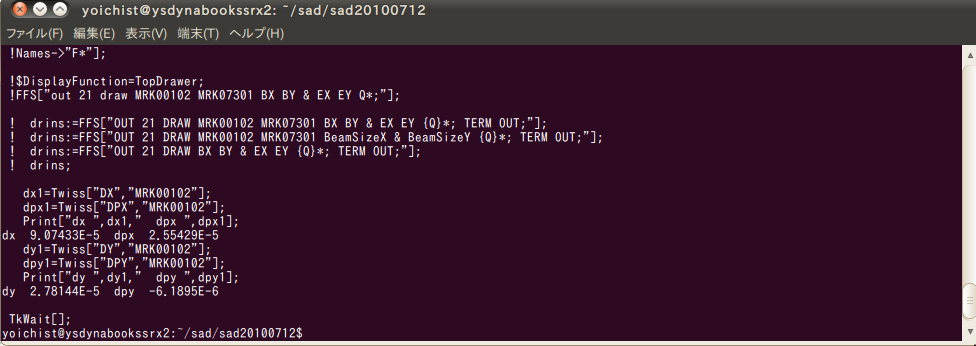 yoichist@ysdynabookssrx2: ~/sad/sad20100712
ファイル(F) 編集(E) 表示(V) 端末(T) ヘルプ(H)
!Names->"F*"];
!$DisplayFunction=TopDrawer;
!FFS["out 21 draw MRK00102 MRK07301 BX BY & EX EY Q*;"];
!  drins:=FFS["OUT 21 DRAW MRK00102 MRK07301 BX BY & EX EY {Q}*; TERM OUT;"];
!  drins:=FFS["OUT 21 DRAW MRK00102 MRK07301 BeamSizeX & BeamSizeY {Q}*; TERM OUT;"];
!  drins:=FFS["OUT 21 DRAW BX BY & EX EY {Q}*; TERM OUT;"];
!  drins;
dx1=Twiss["DX","MRK00102"];
dpx1=Twiss["DPX","MRK00102"];
Print["dx ",dx1,"  dpx ",dpx1];
dx  9.07433E-5  dpx  2.55429E-5
dy1=Twiss["DY","MRK00102"];
dpy1=Twiss["DPY","MRK00102"];
Print["dy ",dy1,"  dpy ",dpy1];
dy  2.78144E-5  dpy  -6.1895E-6
TkWait[];
yoichist@ysdynabookssrx2:~/sad/sad20100712$